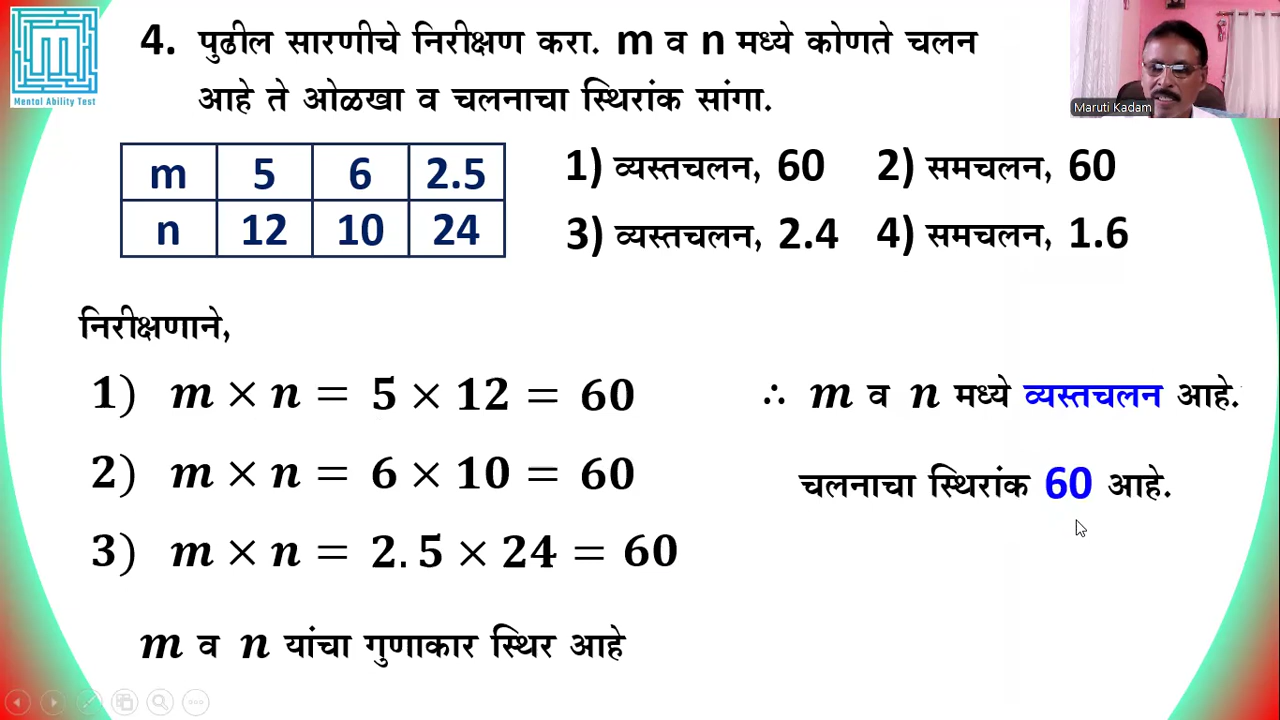 Mental Ability Test
Maruti Kadam
4. पुढील सारणीचे निरीक्षण करा. m व n मध्ये कोणते चलन
आहे ते ओळखा व चलनाचा स्थिरांक सांगा.
m 5 6 2.5
n 12 10 24
1) व्यस्तचलन, 60 2) समचलन, 60
3) व्यस्तचलन, 2.4 4) समचलन, 1.6
निरीक्षणाने,
1) m × n = 5 × 12 = 60
2) m × n = 6 × 10 = 60
3) m × n = 2.5 × 24 = 60
m व n यांचा गुणाकार स्थिर आहे
∴ m व n मध्ये व्यस्तचलन आहे.
चलनाचा स्थिरांक 60 आहे.